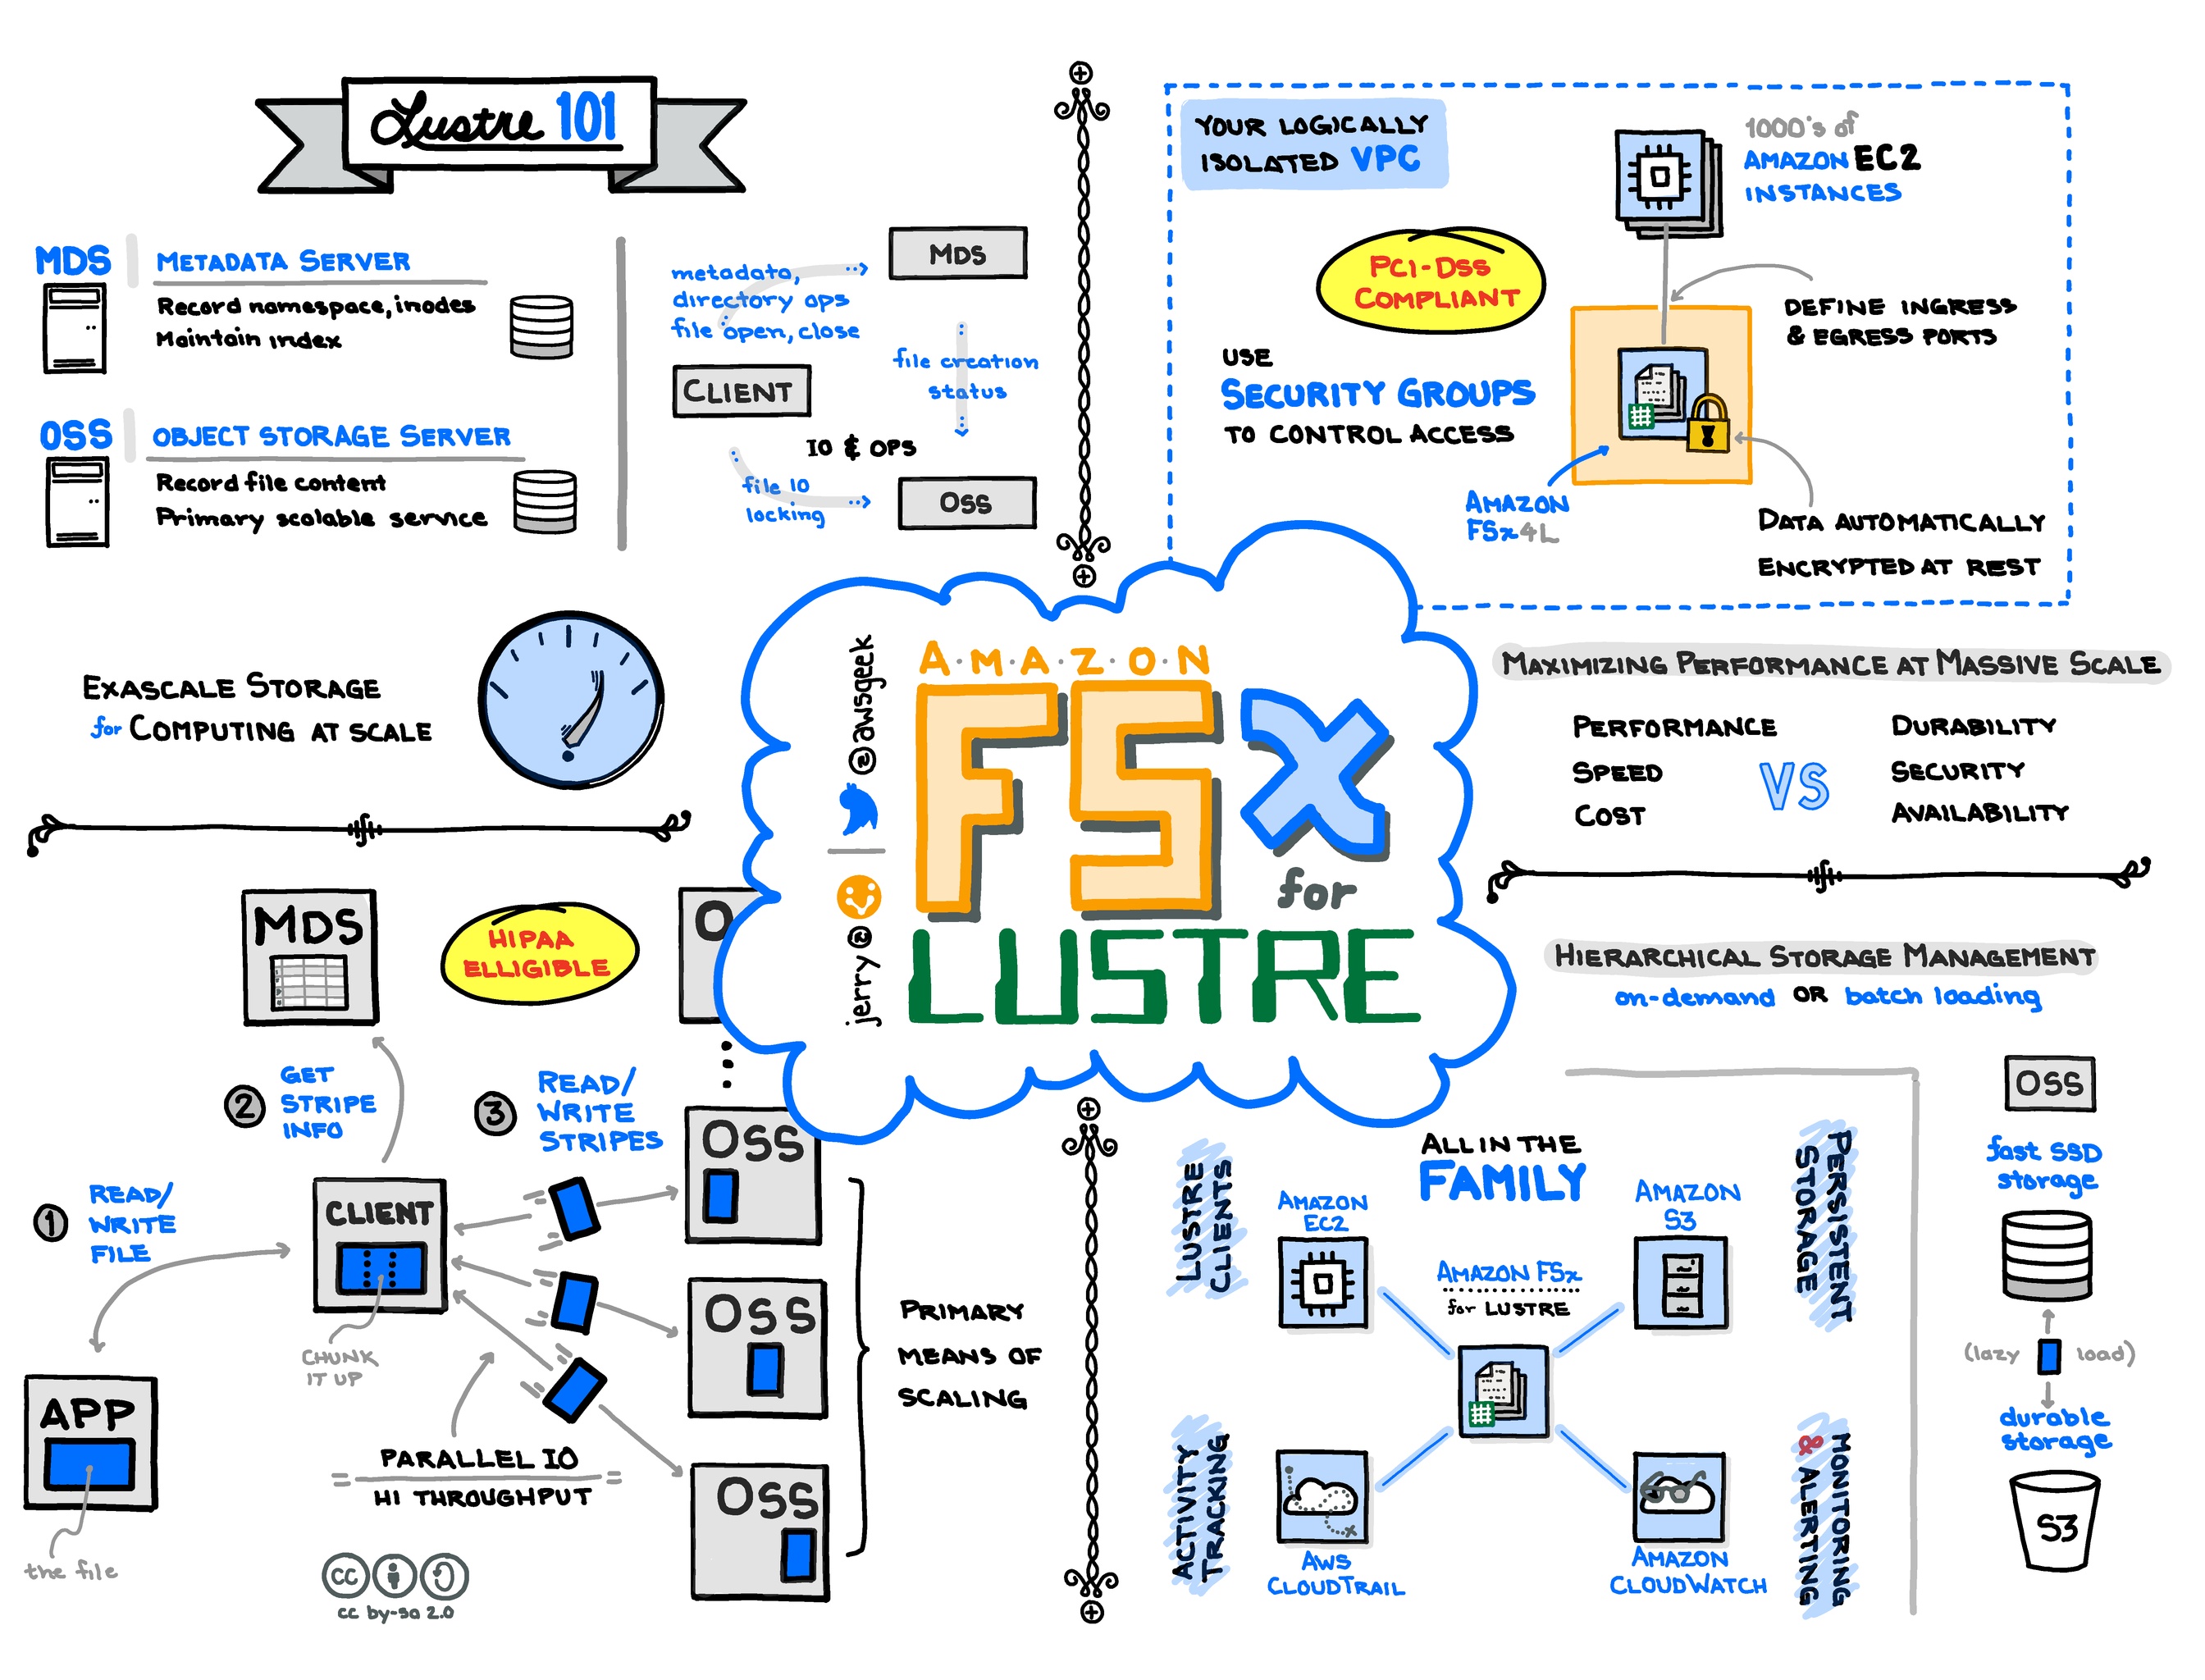 Lustre 101
MDS
METADATA SERVER
Record namespace, inodes
Maintain index
OSS
OBJECT STORAGE SERVER
Record file content
Primary scalable service
MDS
metadata,
directory ops
file open, close
file creation
status
CLIENT
IO & OPS
file IO
locking
OSS
EXASCALE STORAGE
for COMPUTING AT SCALE
YOUR LOGICALLY
ISOLATED VPC
1000's of
AMAZON EC2
INSTANCES
PCI-DSS
COMPLIANT
DEFINE INGRESS
& EGRESS PORTS
USE
SECURITY GROUPS
TO CONTROL ACCESS
AMAZON
FSx4L
DATA AUTOMATICALLY
ENCRYPTED AT REST
A·M·A·Z·O·N
FSx
for
LUSTRE
@awsgeek
jerry@
MAXIMIZING PERFORMANCE AT MASSIVE SCALE
PERFORMANCE
SPEED
COST
VS
DURABILITY
SECURITY
AVAILABILITY
MDS
HIPAA
ELLIGIBLE
O
2
GET
STRIPE
INFO
3
READ/
WRITE
STRIPES
1
READ/
WRITE
FILE
CLIENT
CHUNK
IT UP
APP
the file
PARALLEL IO
HI THROUGHPUT
OSS
OSS
OSS
PRIMARY
MEANS OF
SCALING
cc
cc by-sa 2.0
HIERARCHICAL STORAGE MANAGEMENT
on-demand OR batch loading
OSS
fast SSD
storage
(lazy load)
durable
storage
S3
ALL IN THE
FAMILY
LUSTRE
CLIENTS
AMAZON
EC2
AMAZON
S3
PERSISTENT
STORAGE
AMAZON FSx
for LUSTRE
ACTIVITY
TRACKING
AWS
CLOUDTRAIL
AMAZON
CLOUDWATCH
MONITORING
& ALERTING